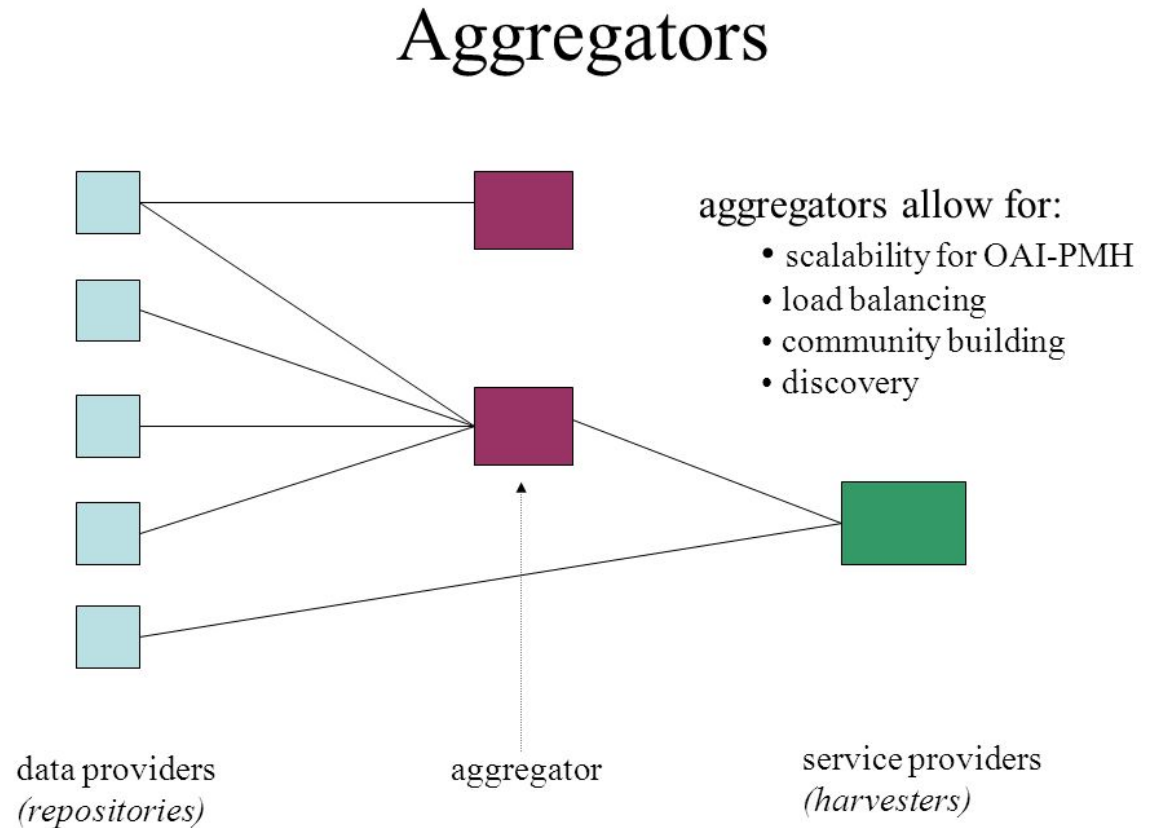 Aggregators
aggregators allow for:
• scalability for OAI-PMH
• load balancing
• community building
• discovery
data providers
(repositories)
aggregator
service providers
(harvesters)